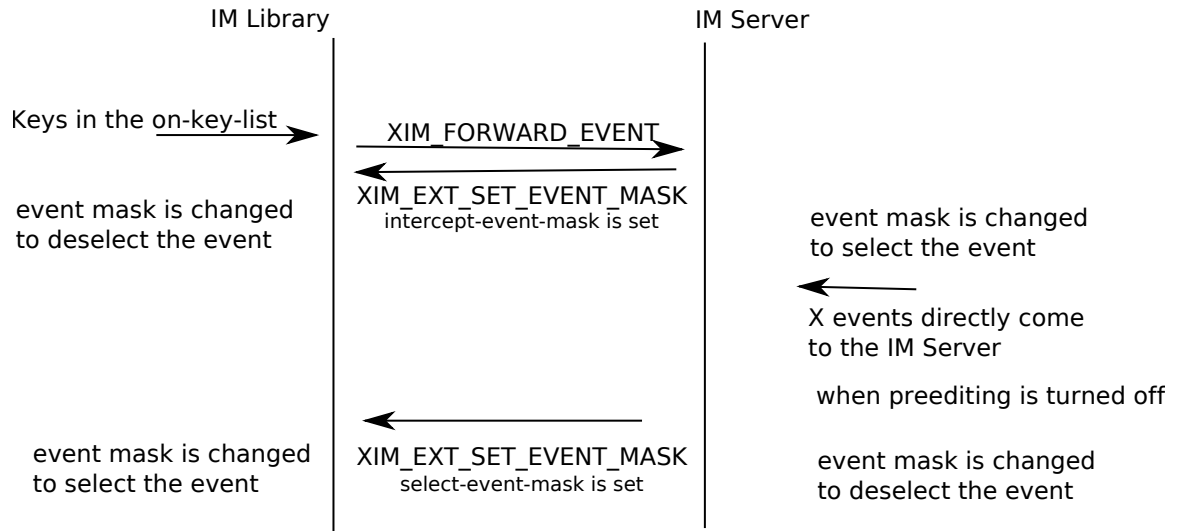 IM Library
IM Server
Keys in the on-key-list
XIM_FORWARD_EVENT
XIM_EXT_SET_EVENT_MASK
intercept-event-mask is set
event mask is changed
to deselect the event
event mask is changed
to select the event
X events directly come
to the IM Server
when preediting is turned off
event mask is changed
to select the event
XIM_EXT_SET_EVENT_MASK
select-event-mask is set
event mask is changed
to deselect the event